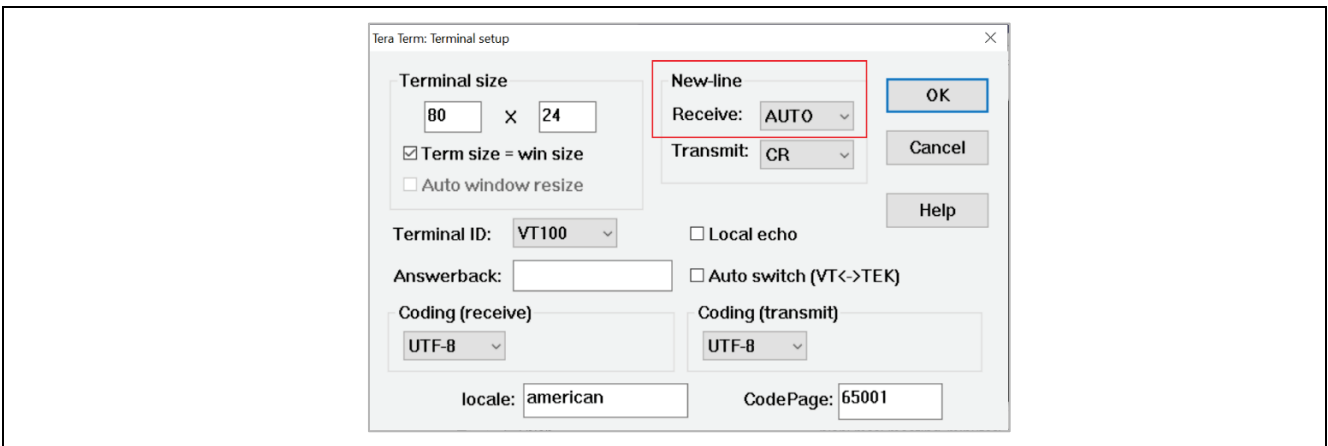 Tera Term: Terminal setup
Terminal size
80 X 24
Term size = win size
Auto window resize
New-line
Receive: AUTO
Transmit: CR
OK
Cancel
Help
Terminal ID: VT100
Local echo
Answerback:
Auto switch (VT<->TEK)
Coding (receive)
UTF-8
Coding (transmit)
UTF-8
locale: american
CodePage: 65001